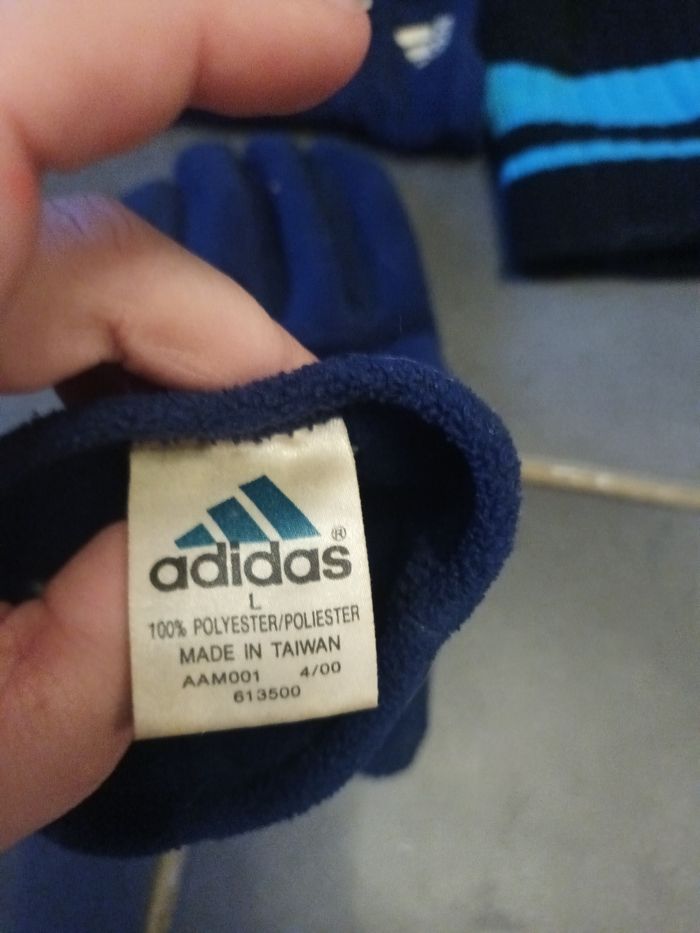 adidas®
L
100% POLYESTER/POLIESTER
MADE IN TAIWAN
AAM001 4/00
613500